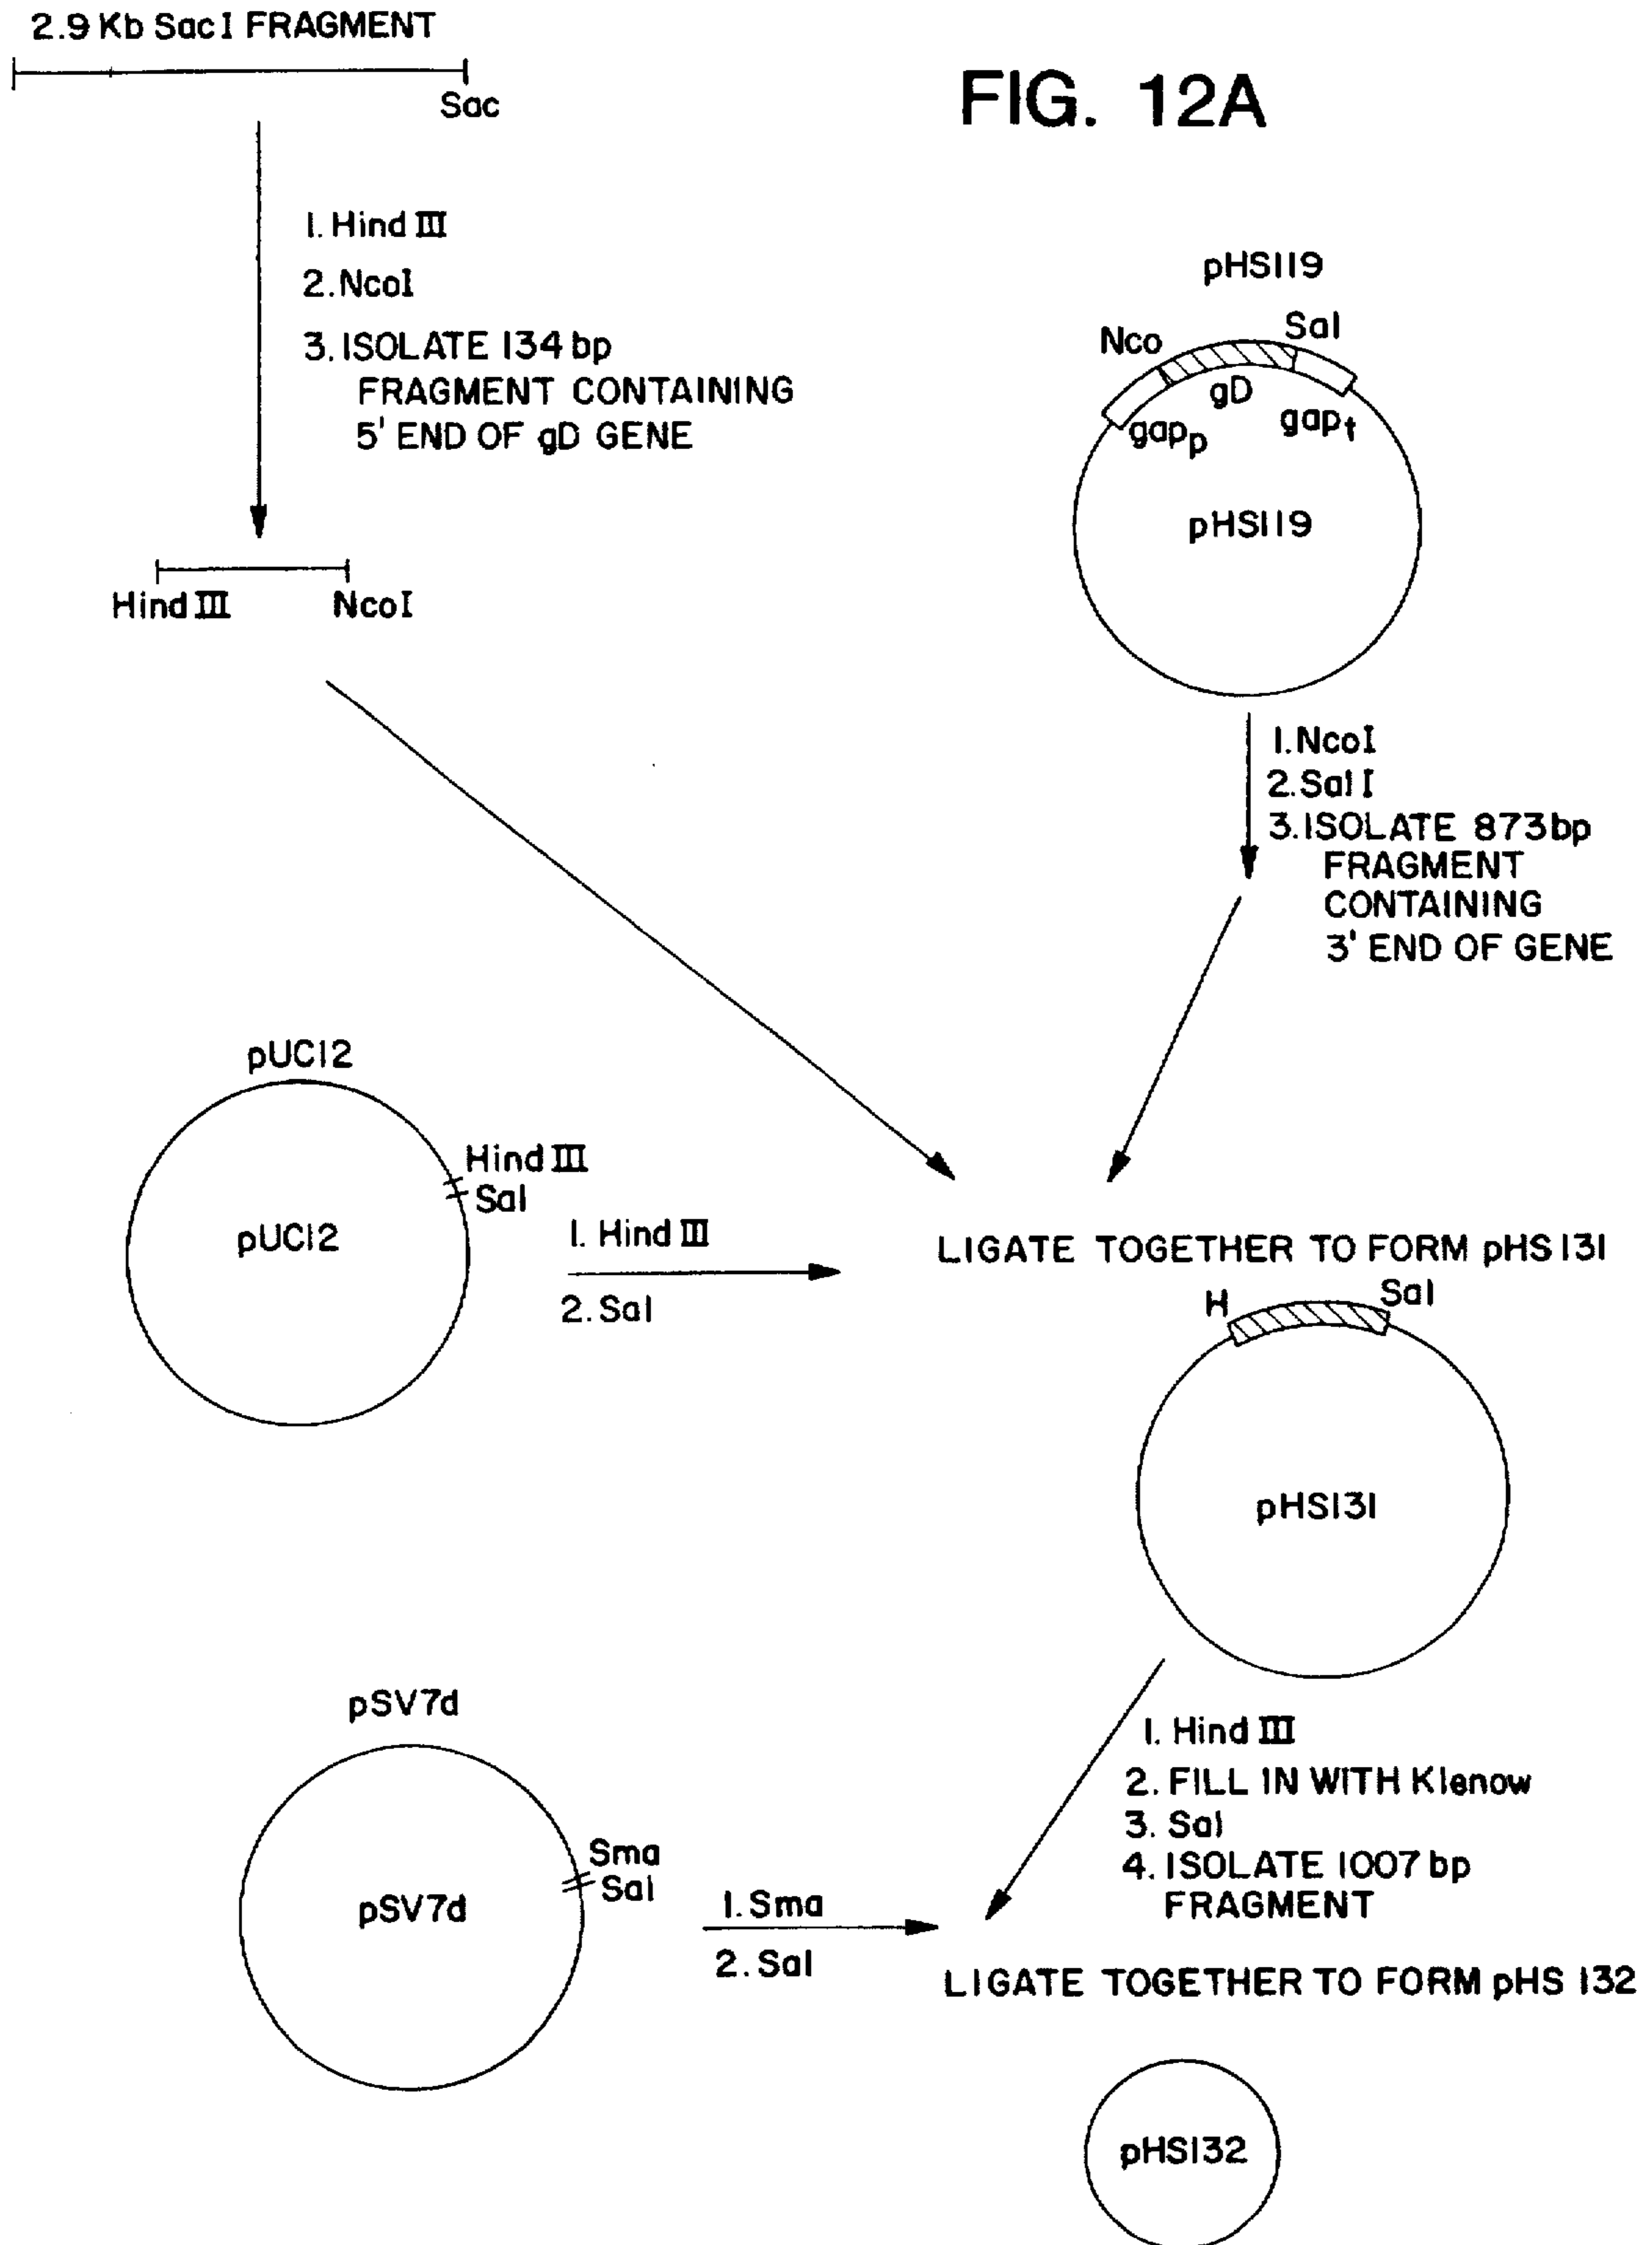 2.9 Kb Sac I FRAGMENT
Sac
FIG. 12A
1. Hind III
2. NcoI
3. ISOLATE 134 bp
FRAGMENT CONTAINING
5' END OF gD GENE
Hind III
NcoI
pHS119
Nco
Sal
gD
gapp
gapt
pHS119
1. NcoI
2. Sal I
3. ISOLATE 873 bp
FRAGMENT
CONTAINING
3' END OF GENE
pUC12
Hind III
Sal
pUC12
1. Hind III
2. Sal
LIGATE TOGETHER TO FORM pHS131
H
Sal
pHS131
1. Hind III
2. FILL IN WITH Klenow
3. Sal
4. ISOLATE 1007 bp
FRAGMENT
pSV7d
Sma
Sal
pSV7d
1. Sma
2. Sal
LIGATE TOGETHER TO FORM pHS 132
pHS132